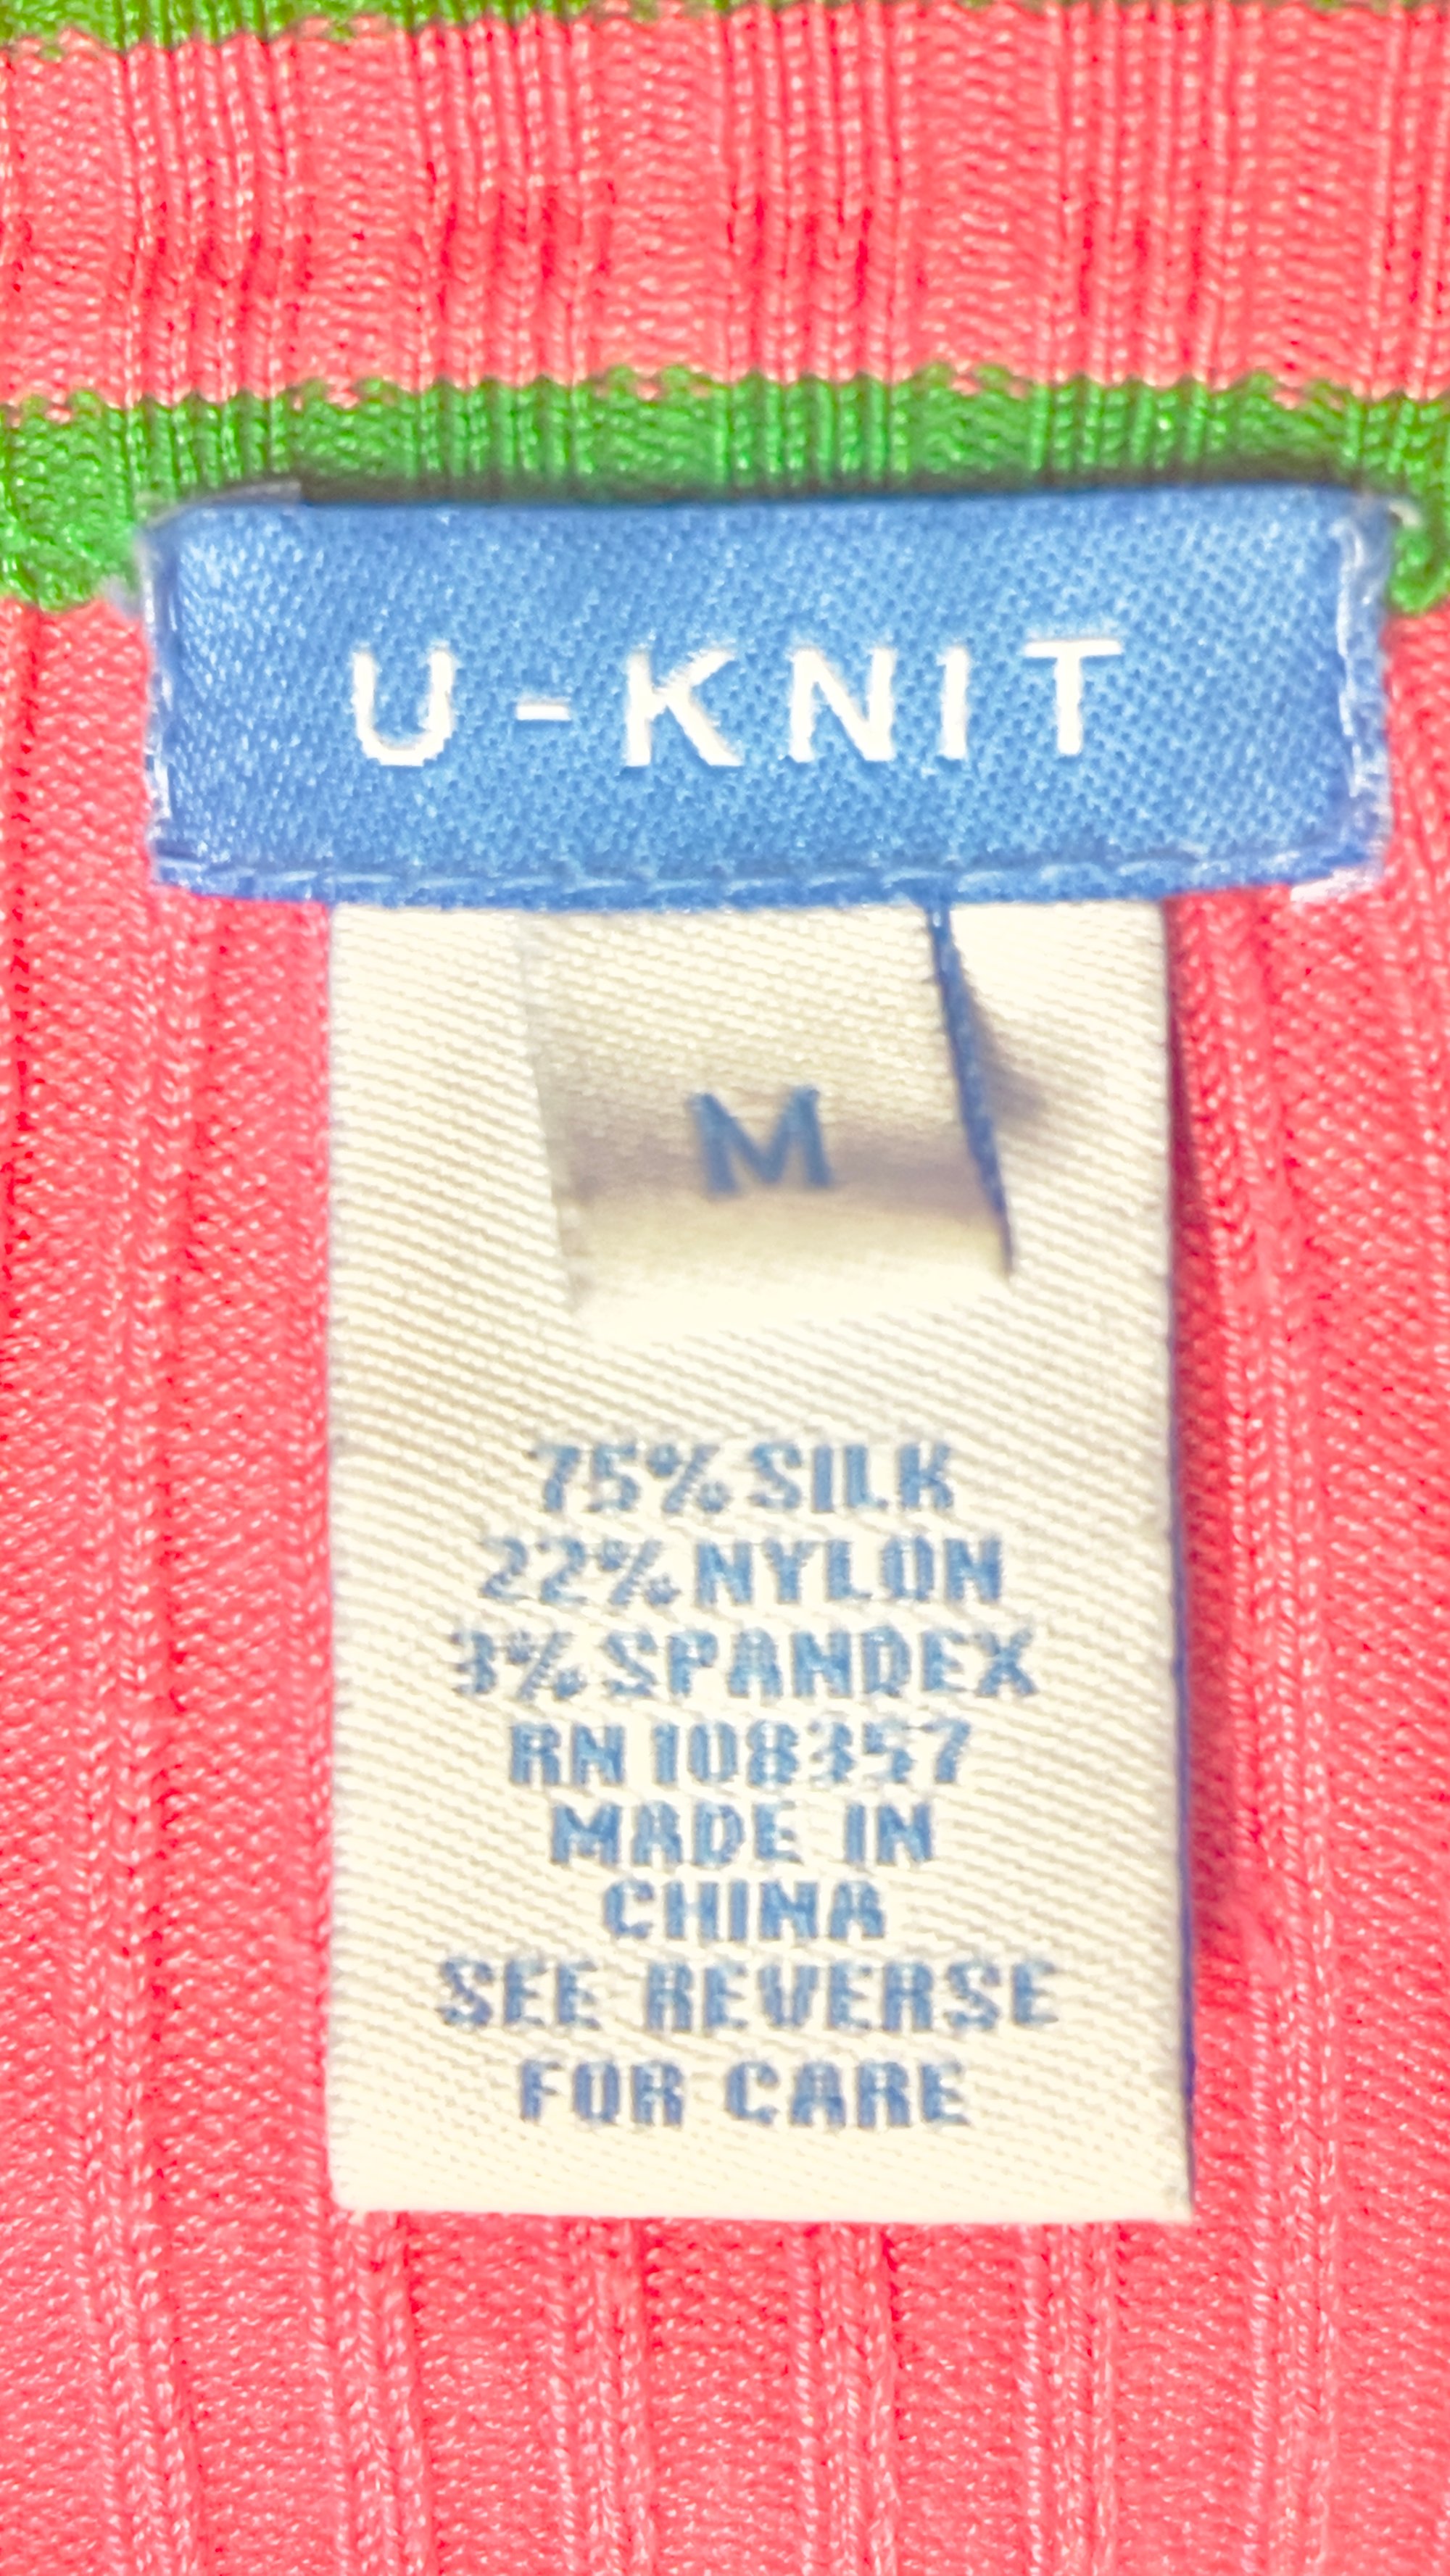 U-KNIT
M
75% SILK
22% NYLON
3% SPANDEX
RN 108357
MADE IN
CHINA
SEE REVERSE
FOR CARE